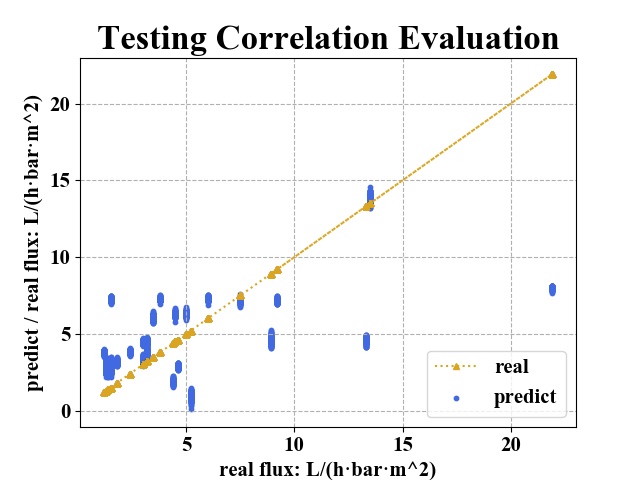 Testing Correlation Evaluation
predict / real flux: L/(h·bar·m^2)
20
15
10
5
0
real
predict
5
10
15
20
real flux: L/(h·bar·m^2)